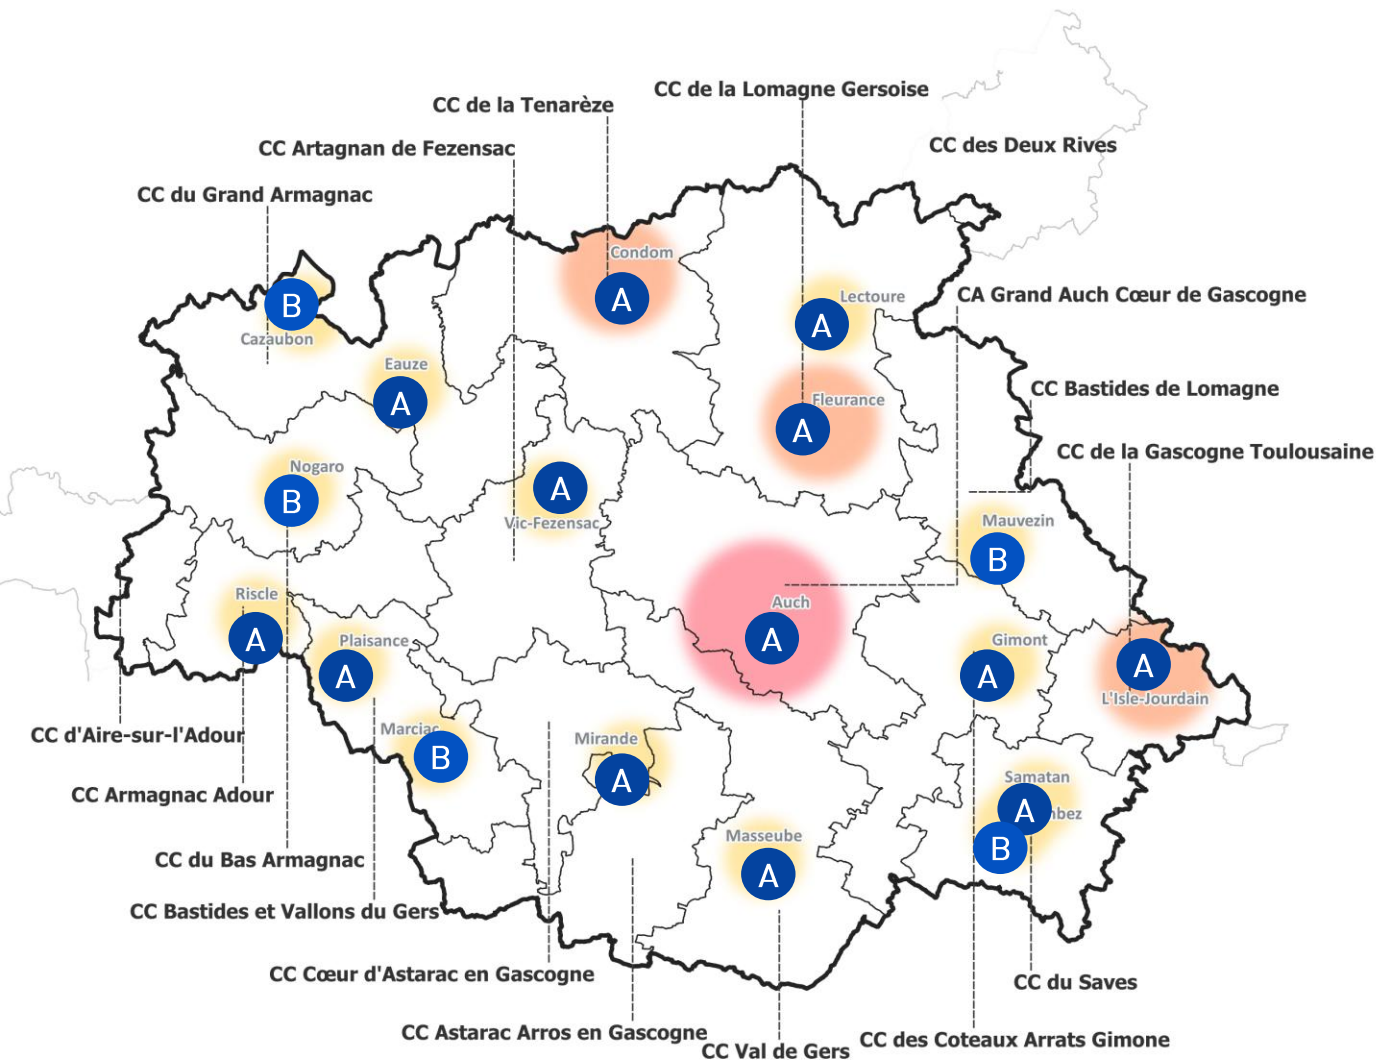 CC de la Lomagne Gersoise
CC de la Tenarèze
CC des Deux Rives
CC Artagnan de Fezensac
CC du Grand Armagnac
Condom
A
Lectoure
A
CA Grand Auch Cœur de Gascogne
B
Cazaubon
Eauze
A
CC Bastides de Lomagne
Fleurance
A
CC de la Gascogne Toulousaine
Nogaro
B
A
Vic-Fezensac
Mauvezin
B
Riscle
A
Auch
A
Plaisance
A
Gimont
A
A
L'Isle-Jourdain
CC d'Aire-sur-l'Adour
Marciac
B
Mirande
A
Samatan
A
bez
B
CC Armagnac Adour
Masseube
A
CC du Bas Armagnac
CC Bastides et Vallons du Gers
CC Cœur d'Astarac en Gascogne
CC du Saves
CC Astarac Arros en Gascogne
CC des Coteaux Arrats Gimone
CC Val de Gers